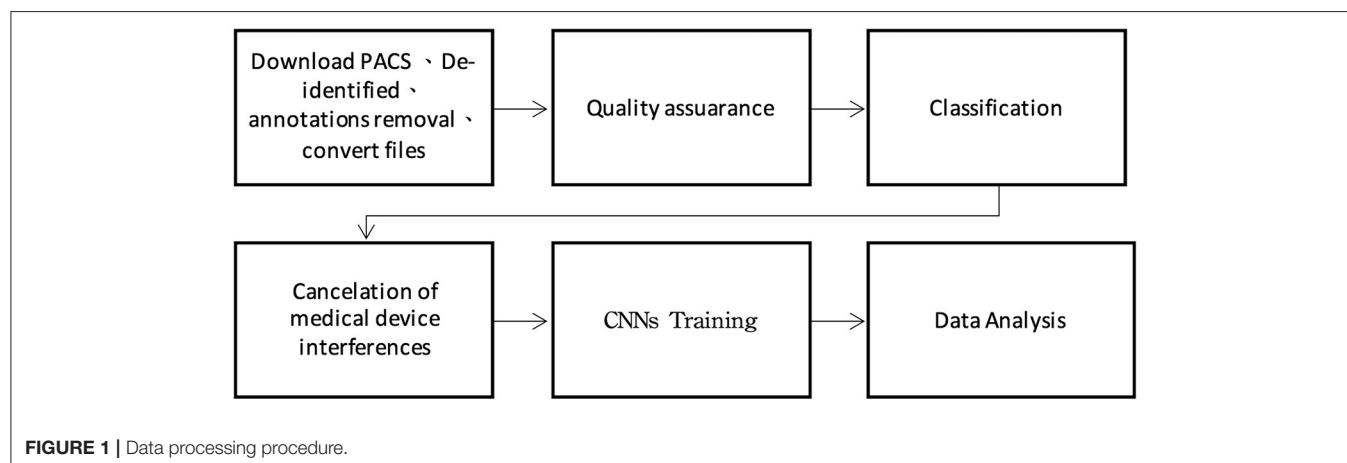 Download PACS 、De-
identified、
annotations removal、
convert files
Quality assuarance
Classification
Cancelation of
medical device
interferences
CNNs Training
Data Analysis
FIGURE 1 | Data processing procedure.